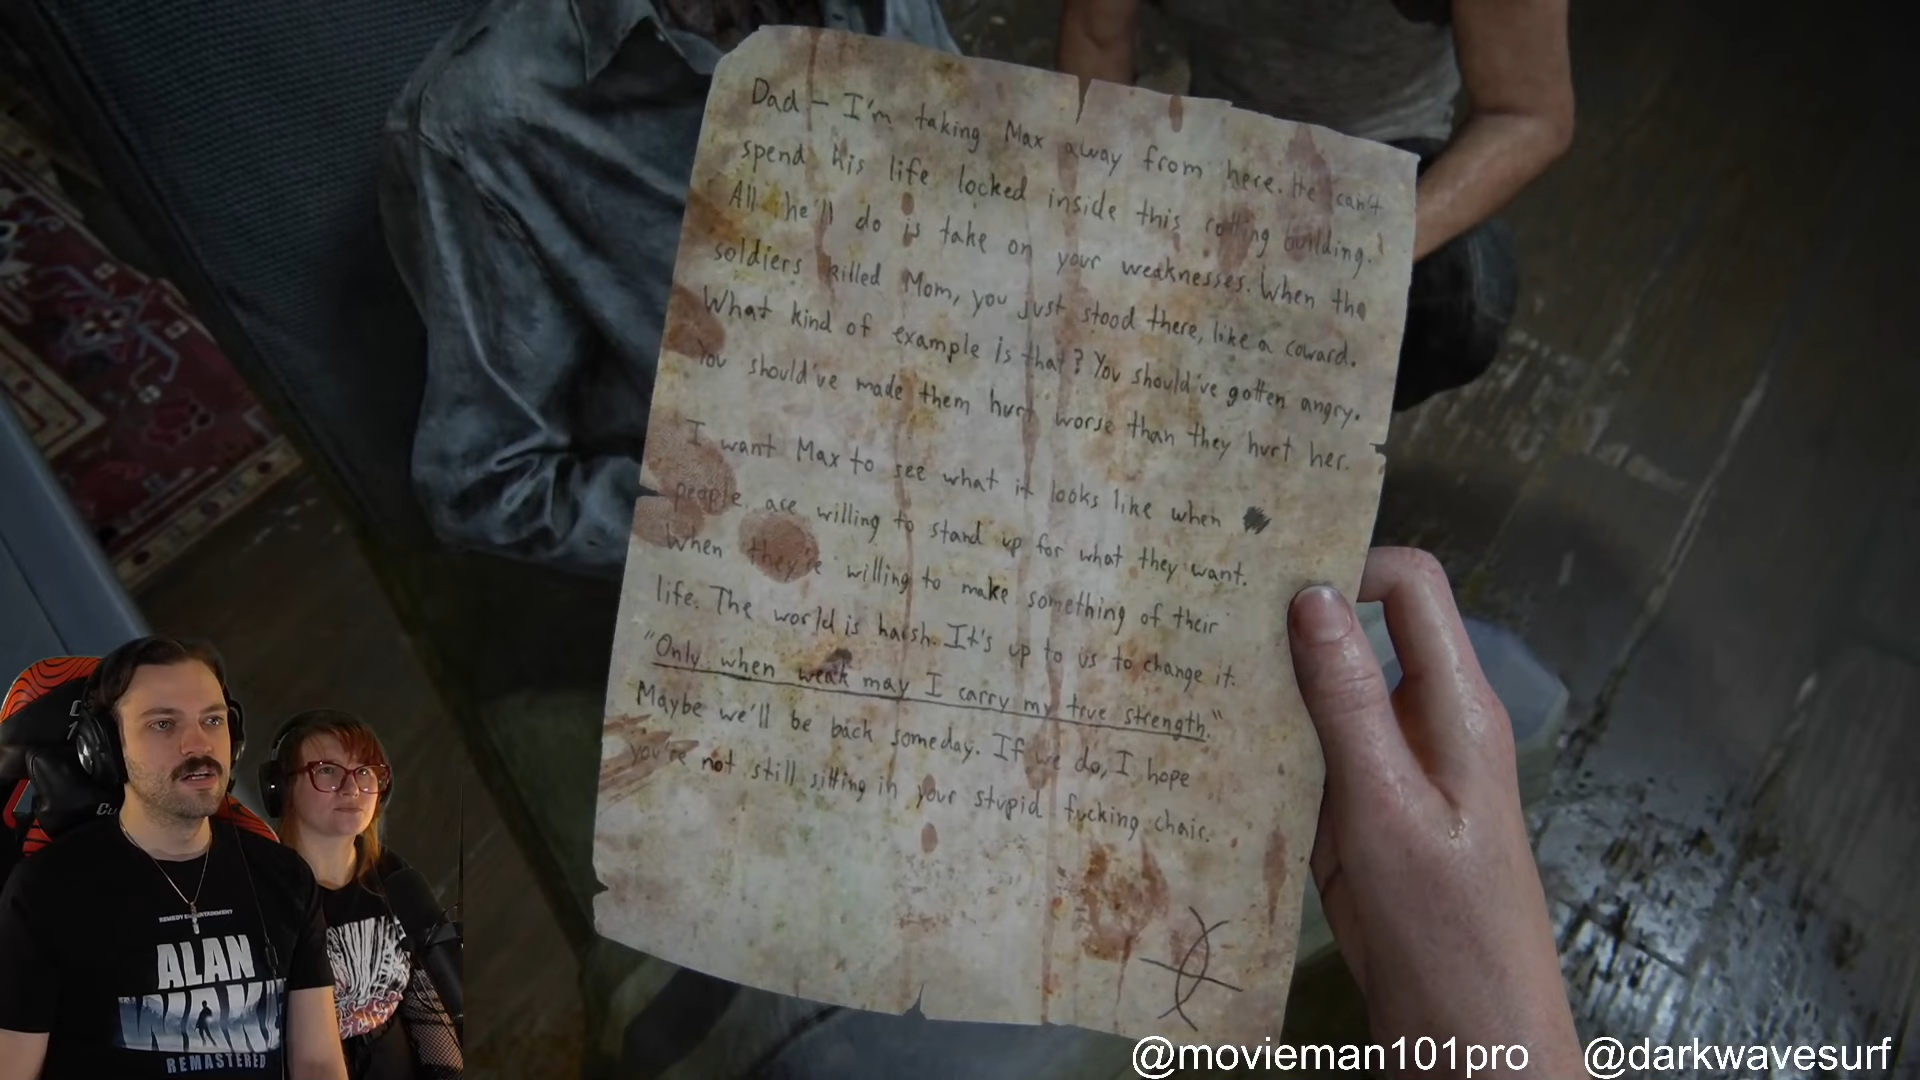 Dad - I'm taking Max away from here. He can't
spend his life locked inside this rotting building.
All he'll do is take on your weaknesses. When the
soldiers killed Mom, you just stood there, like a coward.
What kind of example is that? You should've gotten angry.
You should've made them hurt worse than they hurt her.
I want Max to see what it looks like when
people are willing to stand up for what they want.
When they're willing to make something of their
life. The world is harsh. It's up to us to change it.
"Only when weak may I carry my true strength."
Maybe we'll be back someday. If we do, I hope
you're not still sitting in your stupid fucking chair.
REMEDY ENTERTAINMENT
ALAN
WAKE
REMASTERED
@movieman101pro @darkwavesurf